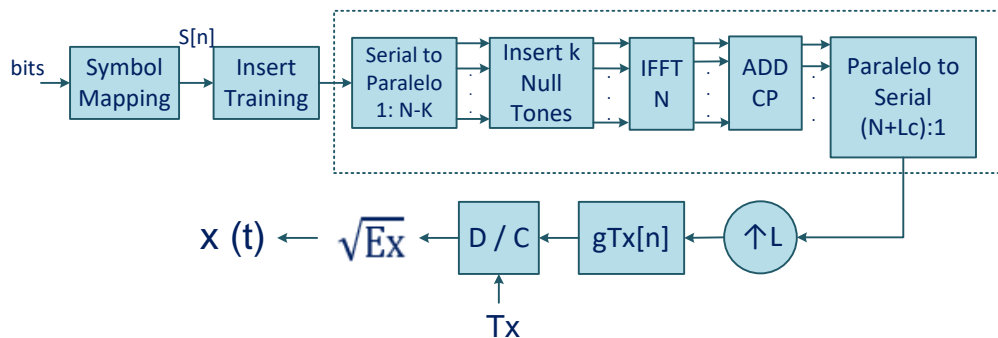 bits
S[n]
Symbol
Mapping
Insert
Training
Serial to
Paralelo
1: N-K
Insert k
Null
Tones
IFFT
N
ADD
CP
Paralelo to
Serial
(N+Lc):1
x (t)
√Ex
D / C
gTx[n]
↑L
Tx